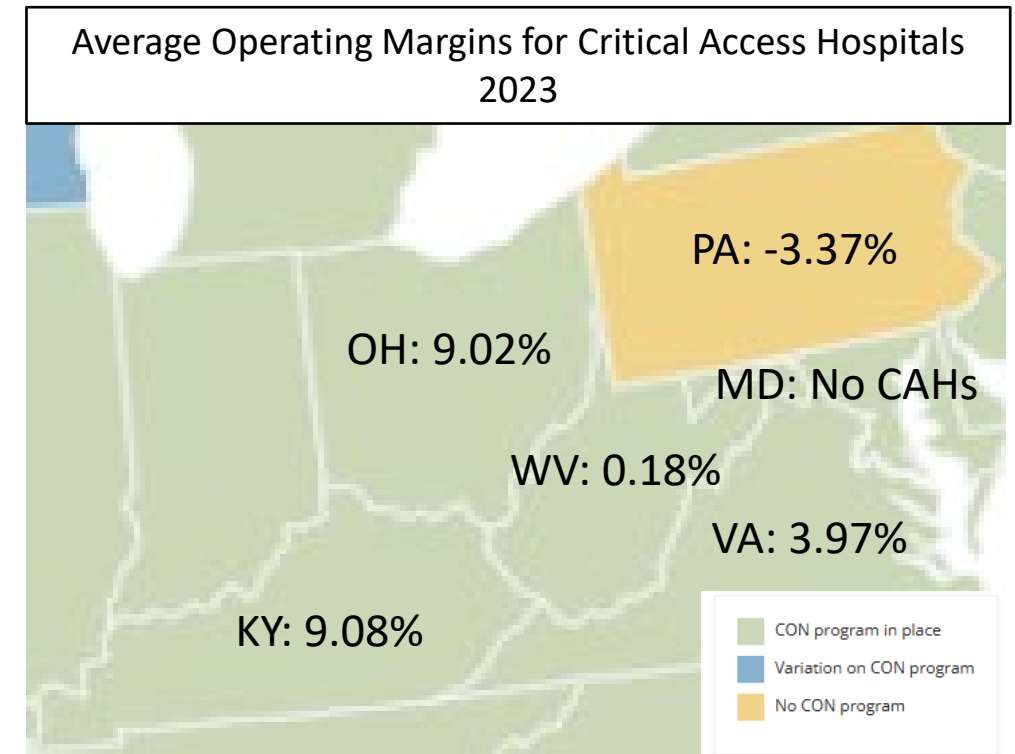 Average Operating Margins for Critical Access Hospitals
2023
PA: -3.37%
OH: 9.02%
MD: No CAHs
WV: 0.18%
VA: 3.97%
KY: 9.08%
CON program in place
Variation on CON program
No CON program